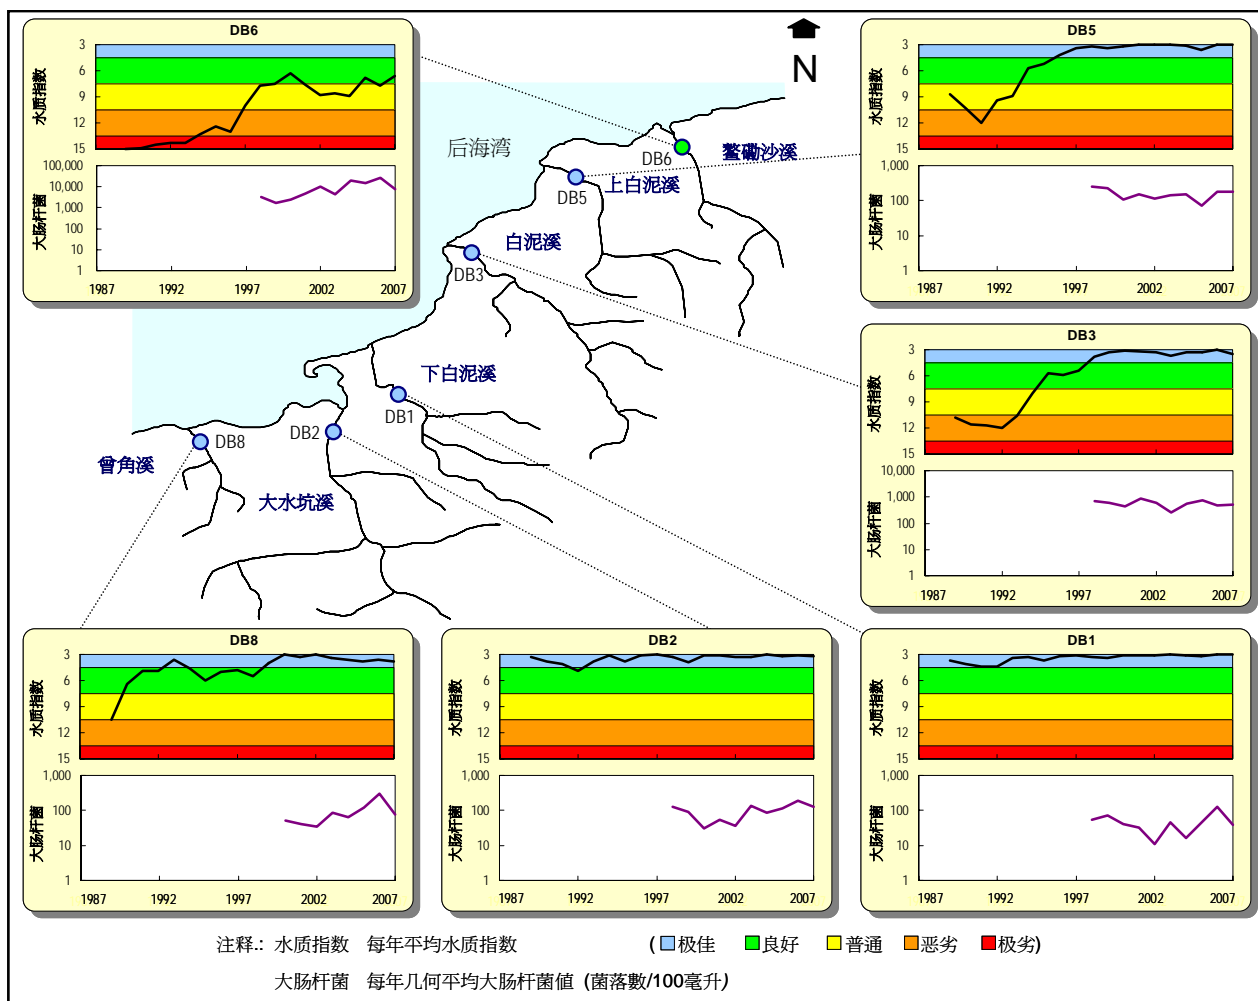 DB6
水质指数
3
6
9
12
15
大肠杆菌
100,000
10,000
1,000
100
10
1
1987 1992 1997 2002 2007
N
DB5
水质指数
3
6
9
12
15
大肠杆菌
1,000
100
10
1
1987 1992 1997 2002 2007
后海湾
DB6
鳌磡沙溪
上白泥溪
DB5
白泥溪
DB3
下白泥溪
DB1
DB2
DB8
曾角溪
大水坑溪
DB3
水质指数
3
6
9
12
15
大肠杆菌
10,000
1,000
100
10
1
1987 1992 1997 2002 2007
DB8
水质指数
3
6
9
12
15
大肠杆菌
1,000
100
10
1
1987 1992 1997 2002 2007
DB2
水质指数
3
6
9
12
15
大肠杆菌
1,000
100
10
1
1987 1992 1997 2002 2007
DB1
水质指数
3
6
9
12
15
大肠杆菌
1,000
100
10
1
1987 1992 1997 2002 2007
注释.: 水质指数 每年平均水质指数 ( 极佳 良好 普通 恶劣 极劣)
大肠杆菌 每年几何平均大肠杆菌値 (菌落數/100毫升)